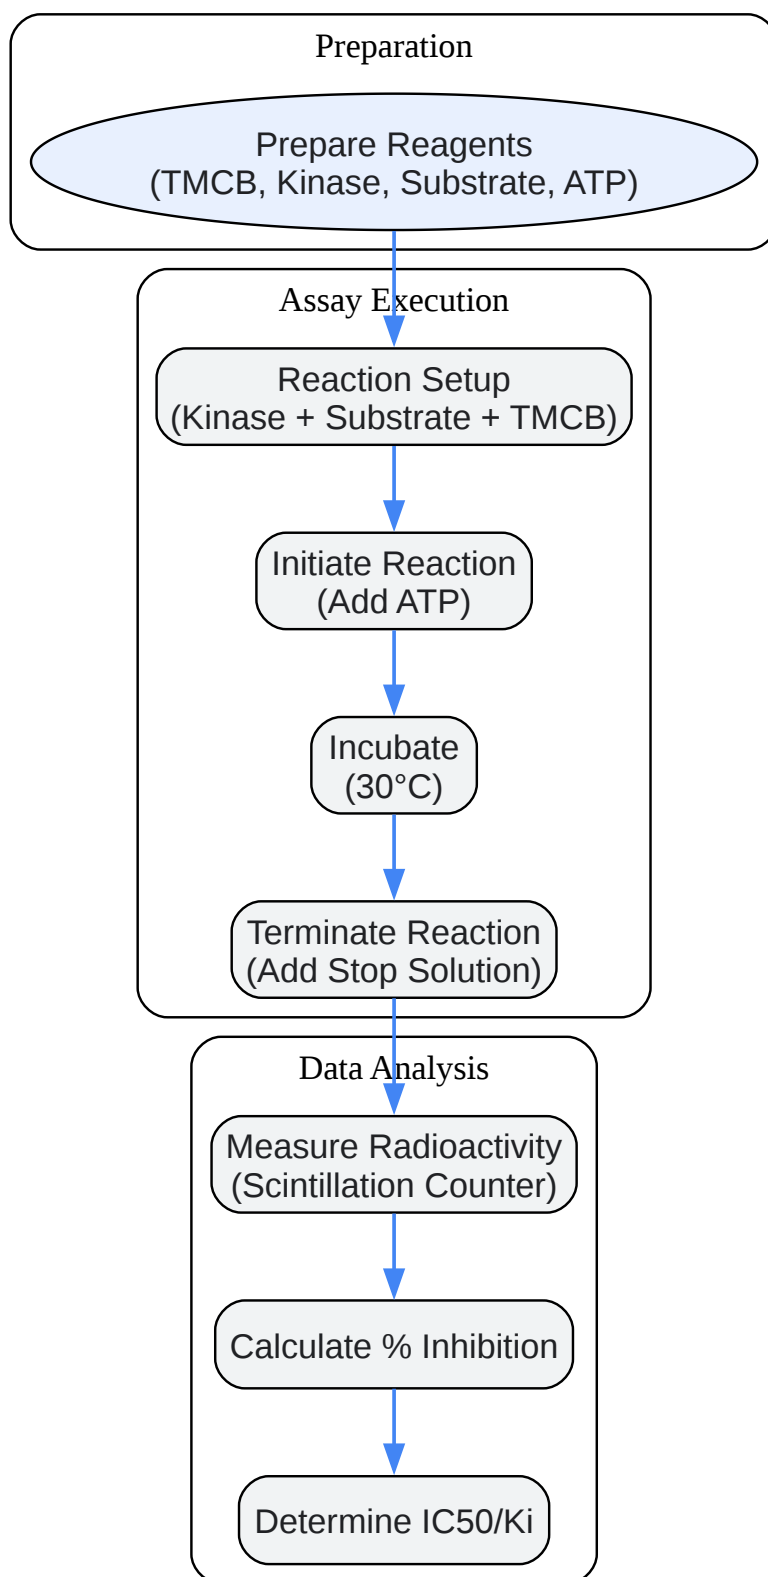 Preparation
Prepare Reagents
(TMCB, Kinase, Substrate, ATP)
Assay Execution
Reaction Setup
(Kinase + Substrate + TMCB)
Initiate Reaction
(Add ATP)
Incubate
(30°C)
Terminate Reaction
(Add Stop Solution)
Data Analysis
Measure Radioactivity
(Scintillation Counter)
Calculate % Inhibition
Determine IC50/Ki